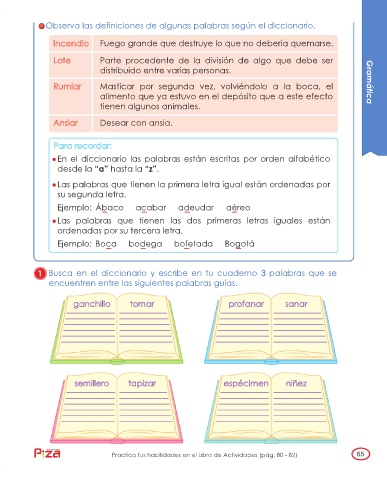 Observa las definiciones de algunas palabras según el diccionario.
Incendio Fuego grande que destruye lo que no debería quemarse.
Lote Parte procedente de la división de algo que debe ser
distribuido entre varias personas.
Rumiar Masticar por segunda vez, volviéndolo a la boca, el
alimento que ya estuvo en el depósito que a este efecto
tienen algunos animales.
Ansiar Desear con ansia.
Gramática
Para recordar:
En el diccionario las palabras están escritas por orden alfabético
desde la “a” hasta la “z”.
Las palabras que tienen la primera letra igual están ordenadas por
su segunda letra.
Ejemplo: Ábaco acabar adeudar aéreo
Las palabras que tienen las dos primeras letras iguales están
ordenadas por su tercera letra.
Ejemplo: Boca bodega bofetada Bogotá
1 Busca en el diccionario y escribe en tu cuaderno 3 palabras que se
encuentren entre las siguientes palabras guías.
ganchillo tomar profanar sanar
semillero tapizar espécimen niñez
Practica tus habilidades en el Libro de Actividades (pág. 80 - 82)
65